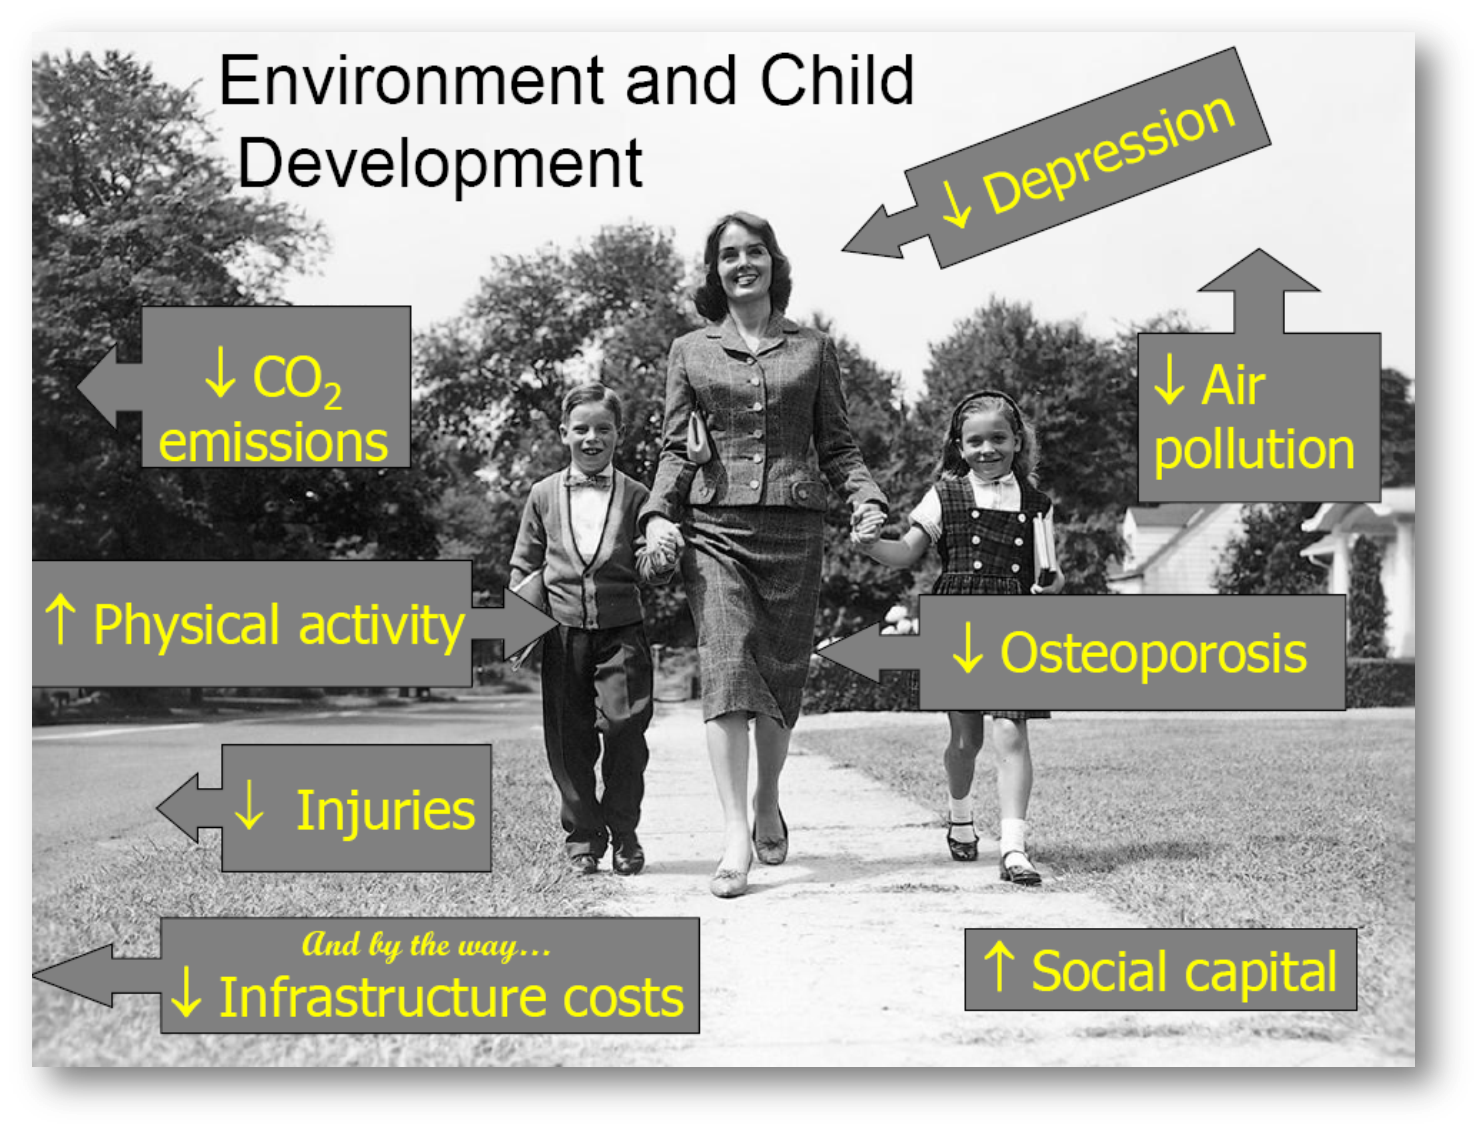 Environment and Child
Development
↓ Depression
↓ CO₂
emissions
↓ Air
pollution
↑ Physical activity
↓ Osteoporosis
↓ Injuries
And by the way...
↓ Infrastructure costs
↑ Social capital